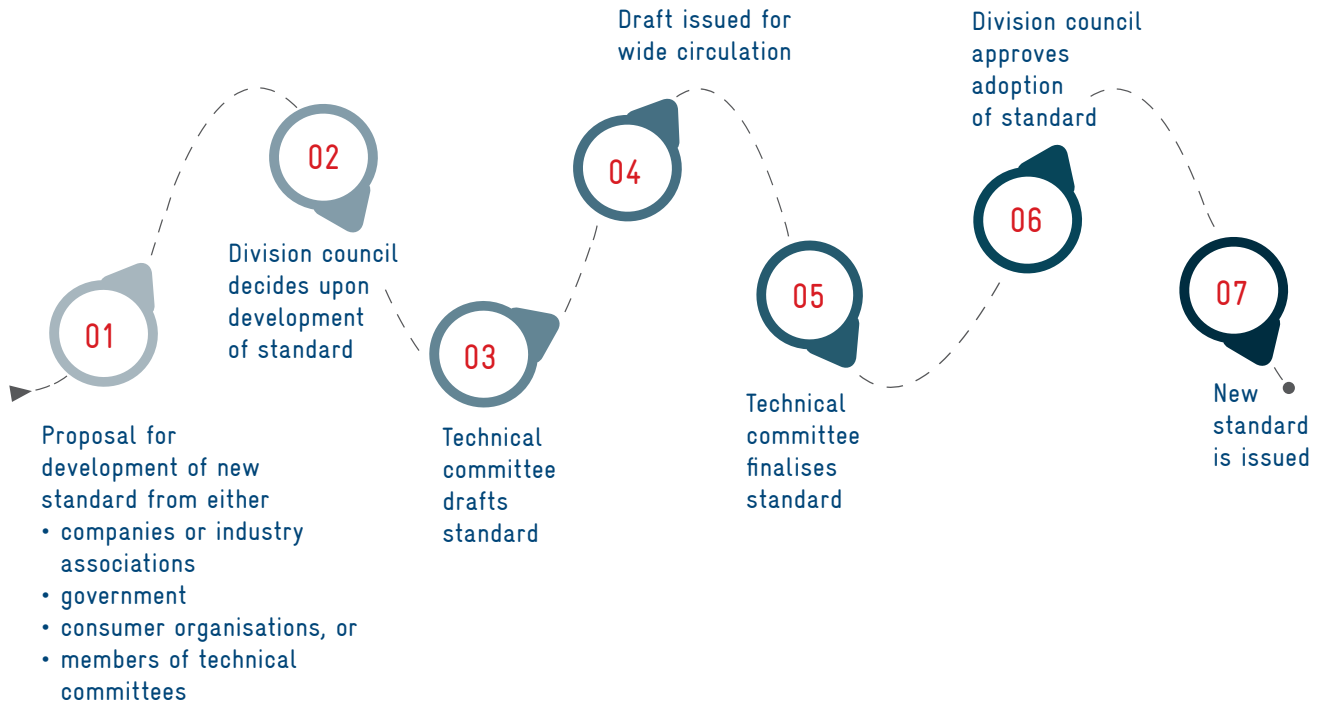 01
Proposal for
development of new
standard from either
• companies or industry
associations
• government
• consumer organisations, or
• members of technical
committees
02
Division council
decides upon
development
of standard
03
Technical
committee
drafts
standard
04
Draft issued for
wide circulation
05
Technical
committee
finalises
standard
06
Division council
approves
adoption
of standard
07
New
standard
is issued